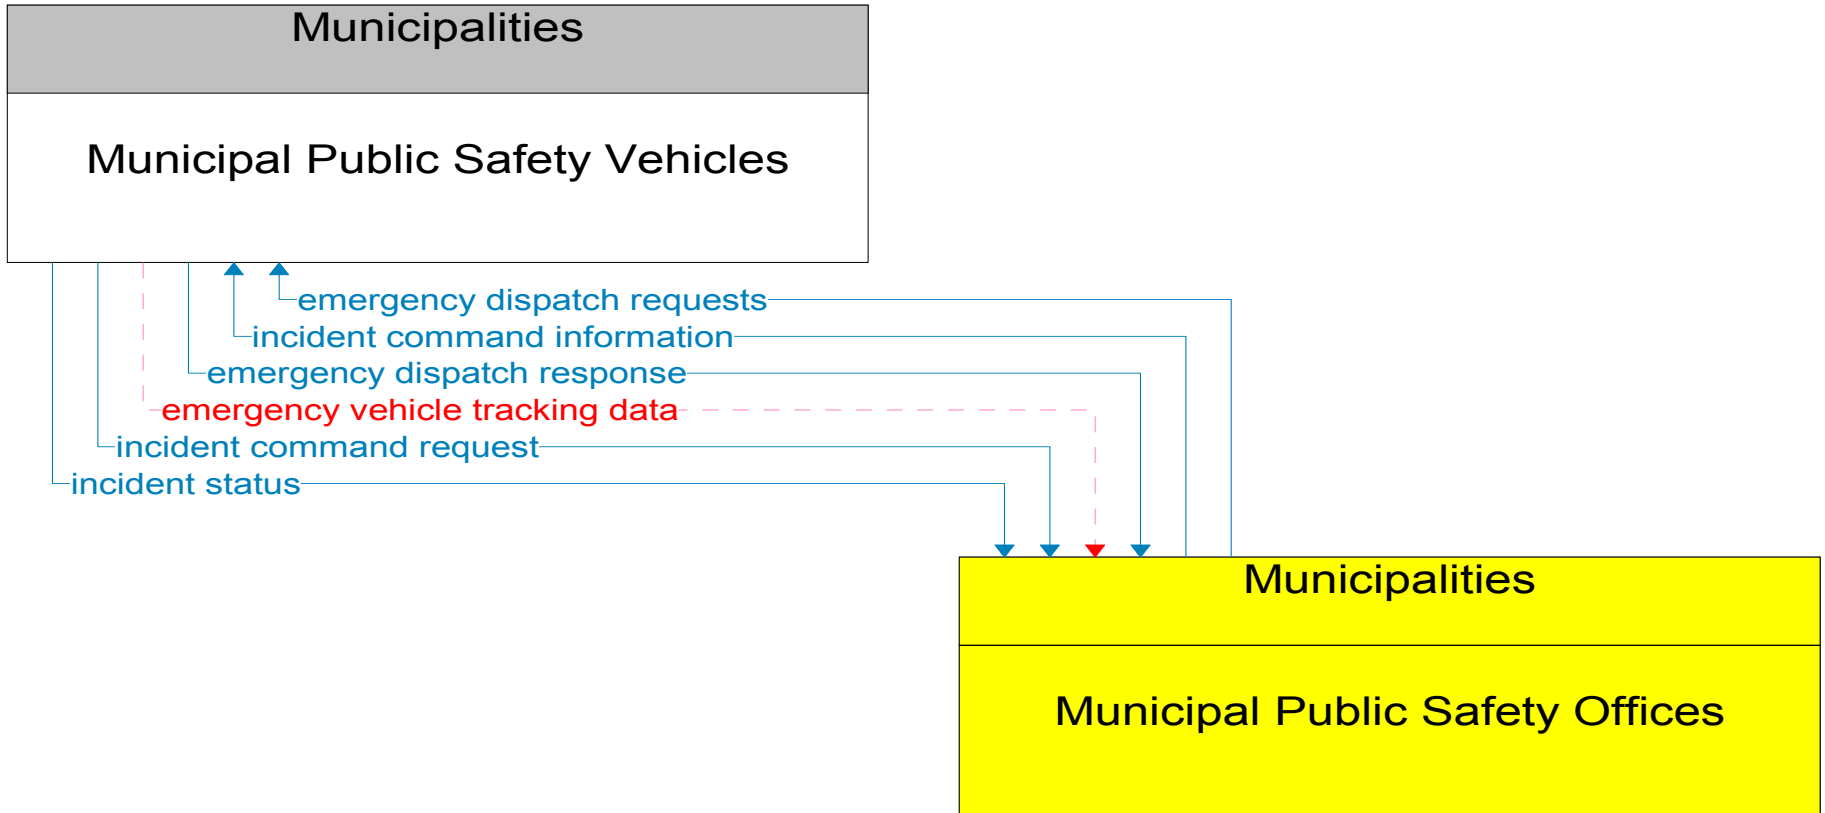 Municipalities
Municipal Public Safety Vehicles
emergency dispatch requests
incident command information
emergency dispatch response
emergency vehicle tracking data
incident command request
incident status
Municipalities
Municipal Public Safety Offices